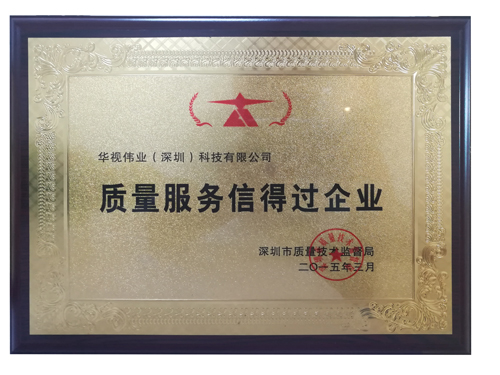 华视伟业（深圳）科技有限公司
质量服务信得过企业
深圳市质量技术监督局
二〇一五年三月